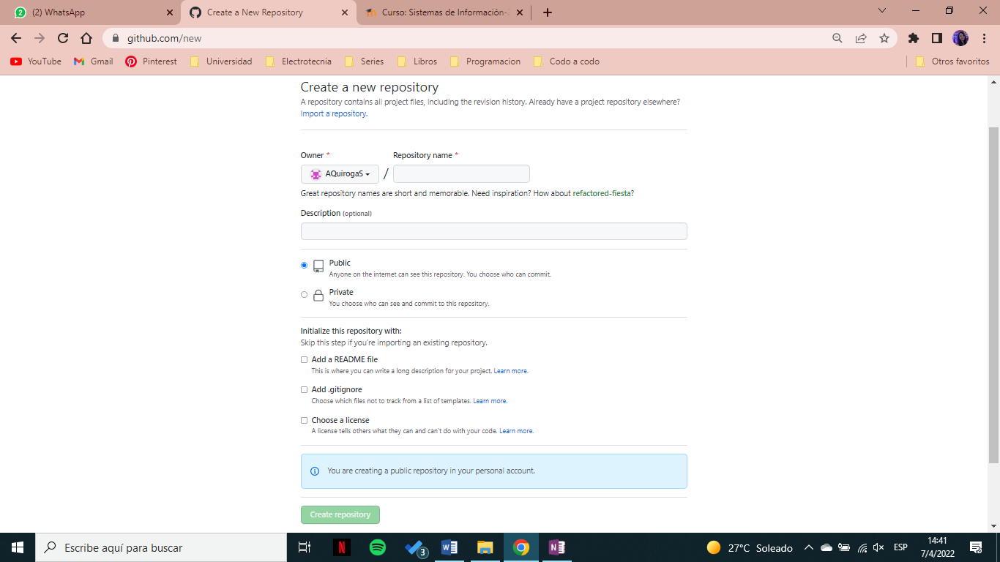 (2) WhatsApp
Create a New Repository
Curso: Sistemas de Información-2
github.com/new
YouTube
Gmail
Pinterest
Universidad
Electrotecnia
Series
Libros
Programacion
Codo a codo
Otros favoritos
Create a new repository
A repository contains all project files, including the revision history. Already have a project repository elsewhere?
Import a repository.
Owner *
Repository name *
AQuirogaS
/
Great repository names are short and memorable. Need inspiration? How about refactored-fiesta?
Description (optional)
Public
Anyone on the internet can see this repository. You choose who can commit.
Private
You choose who can see and commit to this repository.
Initialize this repository with:
Skip this step if you're importing an existing repository.
Add a README file
This is where you can write a long description for your project. Learn more.
Add .gitignore
Choose which files not to track from a list of templates. Learn more.
Choose a license
A license tells others what they can and can't do with your code. Learn more.
You are creating a public repository in your personal account.
Create repository
Escribe aquí para buscar
3
27°C Soleado
ESP
14:41
7/4/2022